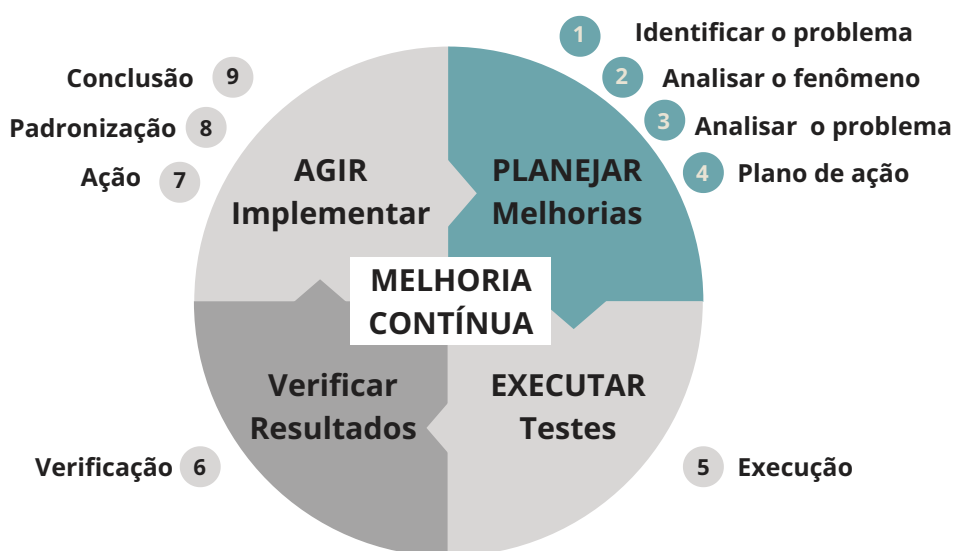 1 Identificar o problema
2 Analisar o fenômeno
3 Analisar o problema
4 Plano de ação
Conclusão 9
Padronização 8
Ação 7
AGIR
Implementar
PLANEJAR
Melhorias
MELHORIA
CONTÍNUA
Verificar
Resultados
EXECUTAR
Testes
Verificação 6
5 Execução